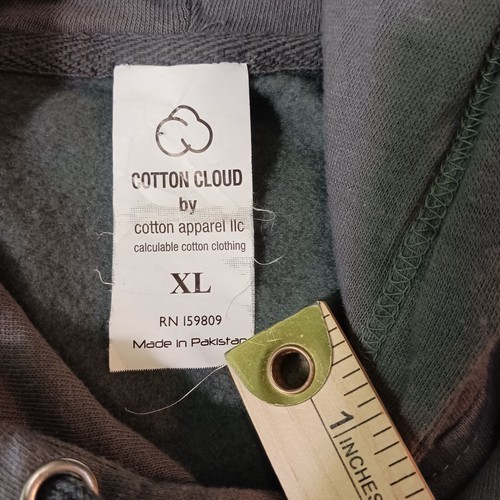 COTTON CLOUD
by
cotton apparel llc
calculable cotton clothing
XL
RN 159809
Made in Pakistan
1
INCHES